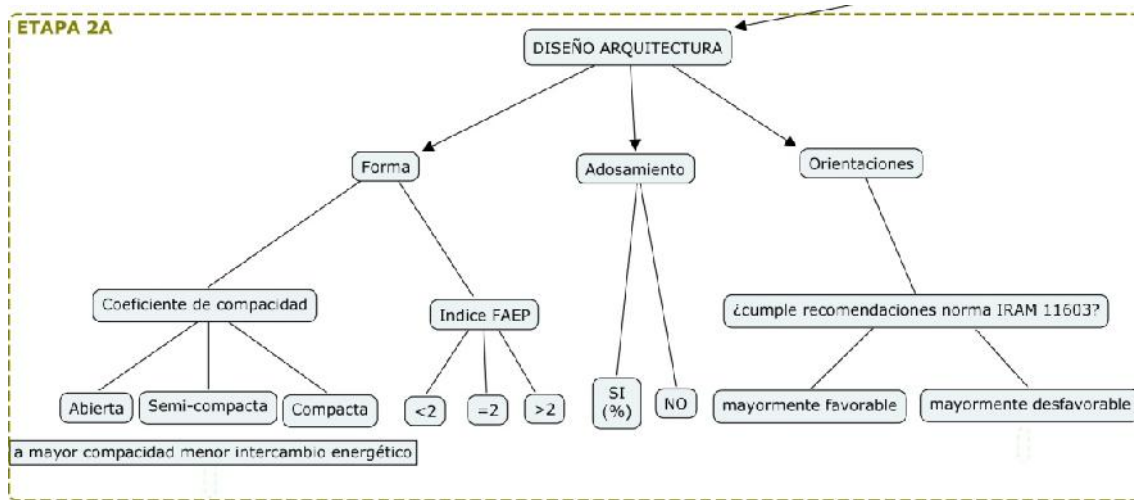 ETAPA 2A
DISEÑO ARQUITECTURA
Forma
Adosamiento
Orientaciones
Coeficiente de compacidad
Indice FAEP
¿cumple recomendaciones norma IRAM 11603?
Abierta
Semi-compacta
Compacta
<2
=2
>2
SI
(%)
NO
mayormente favorable
mayormente desfavorable
a mayor compacidad menor intercambio energético